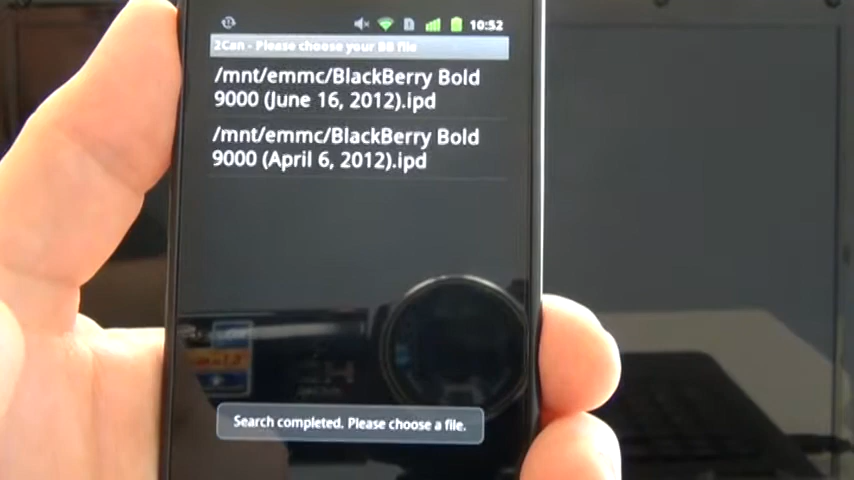 10:52
2Can - Please choose your BB file
/mnt/emmc/BlackBerry Bold
9000 (June 16, 2012).ipd
/mnt/emmc/BlackBerry Bold
9000 (April 6, 2012).ipd
Search completed. Please choose a file.